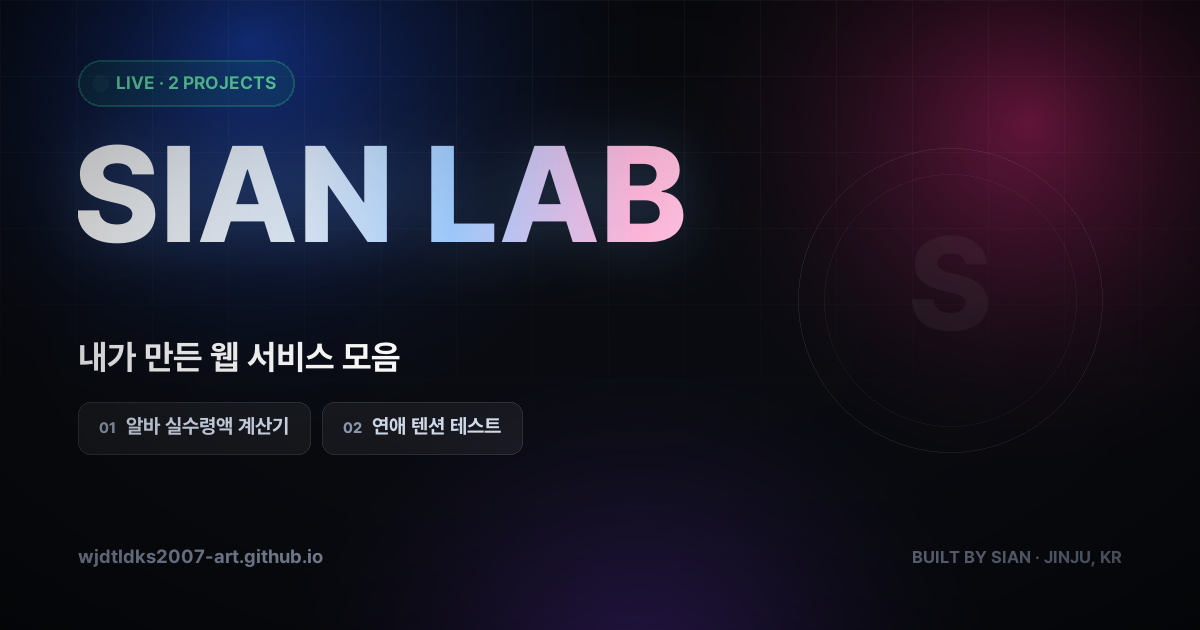 LIVE · 2 PROJECTS
SIAN LAB
S
내가 만든 웹 서비스 모음
01 알바 실수령액 계산기
02 연애 텐션 테스트
wjdtldks2007-art.github.io
BUILT BY SIAN · JINJU, KR